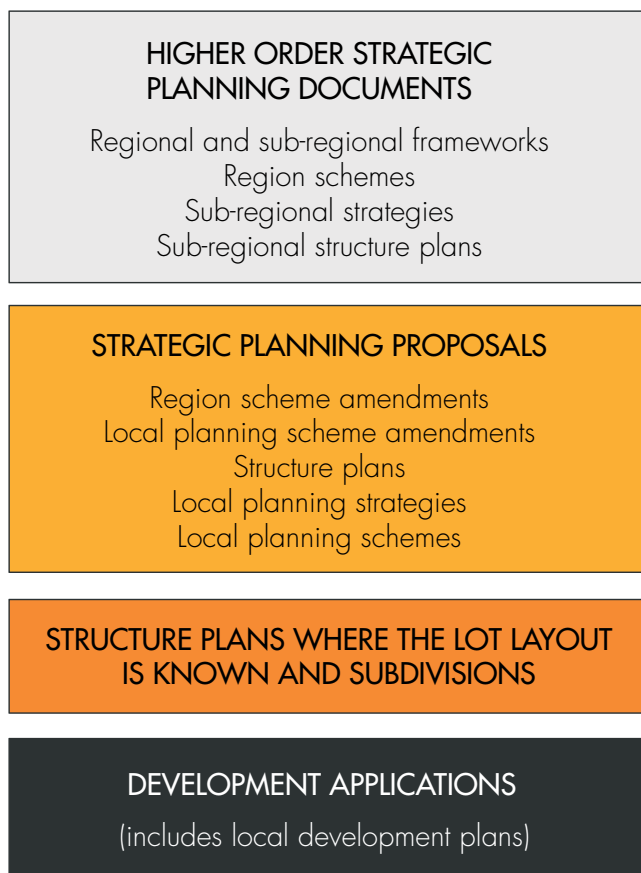 HIGHER ORDER STRATEGIC
PLANNING DOCUMENTS
Regional and sub-regional frameworks
Region schemes
Sub-regional strategies
Sub-regional structure plans
STRATEGIC PLANNING PROPOSALS
Region scheme amendments
Local planning scheme amendments
Structure plans
Local planning strategies
Local planning schemes
STRUCTURE PLANS WHERE THE LOT LAYOUT
IS KNOWN AND SUBDIVISIONS
DEVELOPMENT APPLICATIONS
(includes local development plans)